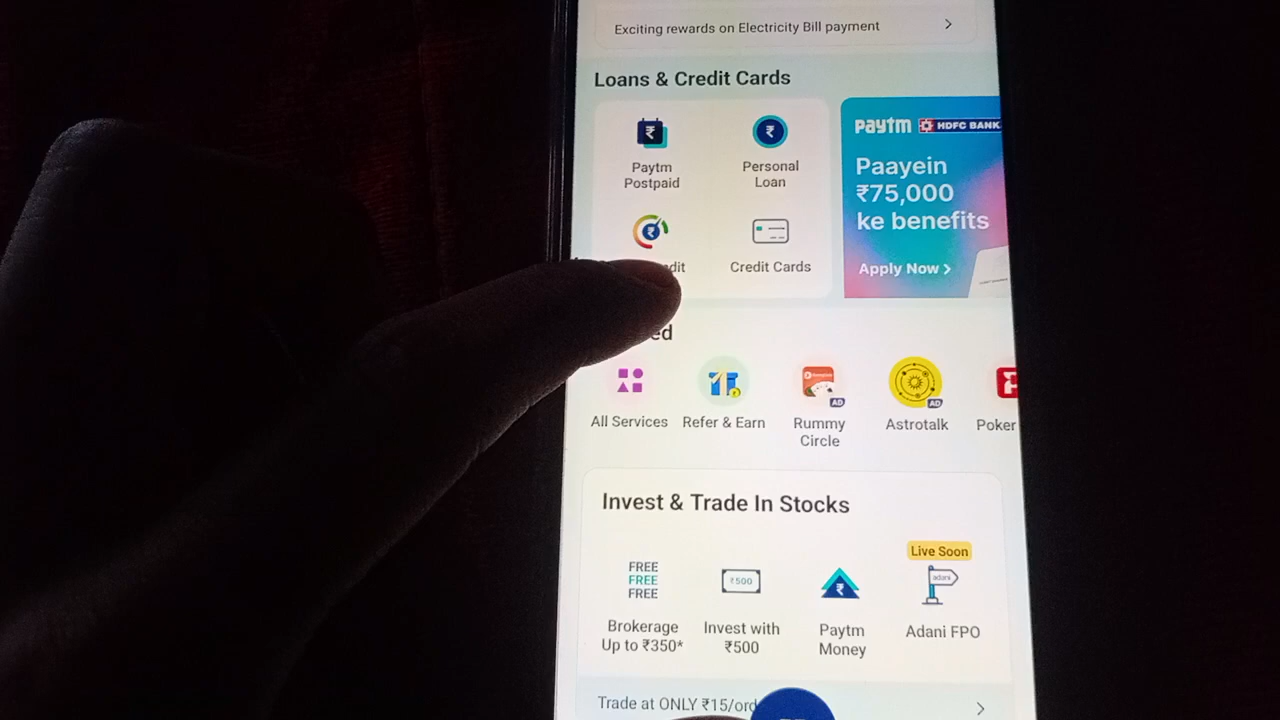 Exciting rewards on Electricity Bill payment
Loans & Credit Cards
Paytm
Postpaid
Personal
Loan
dit
Credit Cards
paytm HDFC BANK
Paayein
₹75,000
ke benefits
Apply Now
ed
All Services
Refer & Earn
Rummy
Circle
AD
Astrotalk
AD
Poker
Invest & Trade In Stocks
FREE
FREE
FREE
Brokerage
Up to ₹350*
₹500
Invest with
₹500
Paytm
Money
Live Soon
adani
Adani FPO
Trade at ONLY ₹15/ord